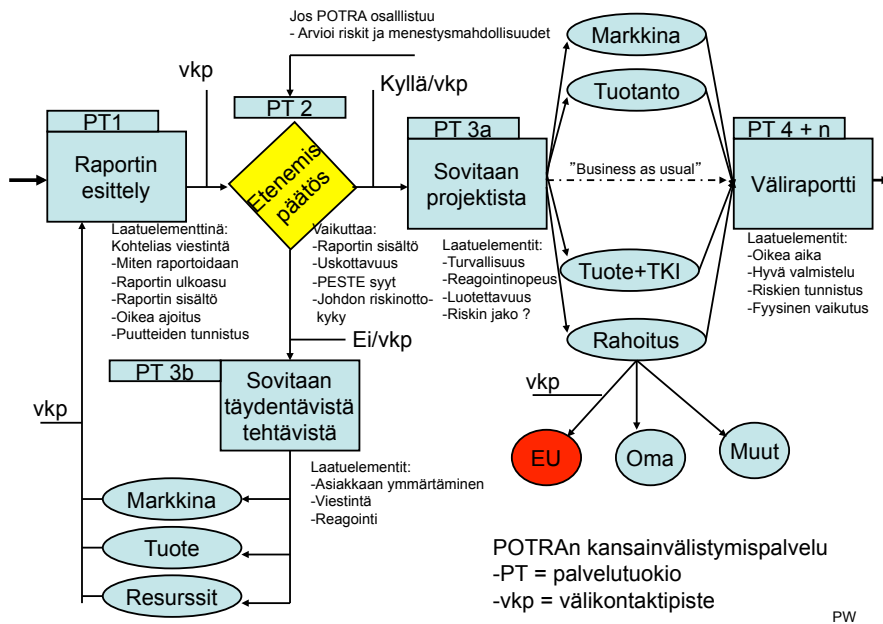 Jos POTRA osalllistuu
- Arvioi riskit ja menestysmahdollisuudet
vkp
PT 2
Kyllä/vkp
PT1
Raportin
esittely
Etenemis
päätös
PT 3a
Sovitaan
projektista
Markkina
Tuotanto
"Business as usual"
Tuote+TKI
Rahoitus
PT 4 + n
Väliraportti
Laatuelementtinä:
Kohtelias viestintä
-Miten raportoidaan
-Raportin ulkoasu
-Raportin sisältö
-Oikea ajoitus
-Puutteiden tunnistus
Vaikuttaa:
-Raportin sisältö
-Uskottavuus
-PESTE syyt
-Johdon riskinotto-
kyky
Laatuelementit:
-Turvallisuus
-Reagointinopeus
-Luotettavuus
-Riskin jako ?
Laatuelementit:
-Oikea aika
-Hyvä valmistelu
-Riskien tunnistus
-Fyysinen vaikutus
Ei/vkp
PT 3b
Sovitaan
täydentävistä
tehtävistä
vkp
vkp
EU
Oma
Muut
Laatuelementit:
-Asiakkaan ymmärtäminen
-Viestintä
-Reagointi
Markkina
Tuote
Resurssit
POTRAn kansainvälistymispalvelu
-PT = palvelutuokio
-vkp = välikontaktipiste
PW